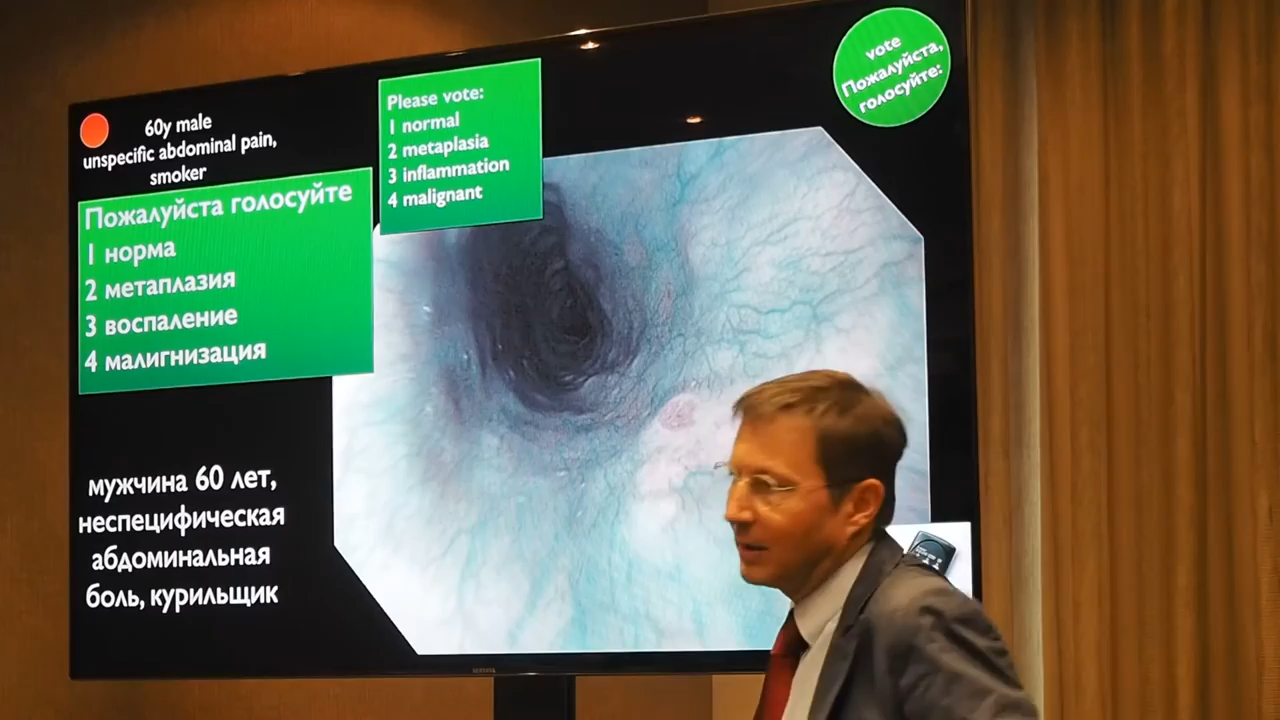 60y male
unspecific abdominal pain,
smoker
Пожалуйста голосуйте
1 норма
2 метаплазия
3 воспаление
4 малигнизация
Please vote:
1 normal
2 metaplasia
3 inflammation
4 malignant
vote
Пожалуйста,
голосуйте:
мужчина 60 лет,
неспецифическая
абдоминальная
боль, курильщик
SAMSUNG